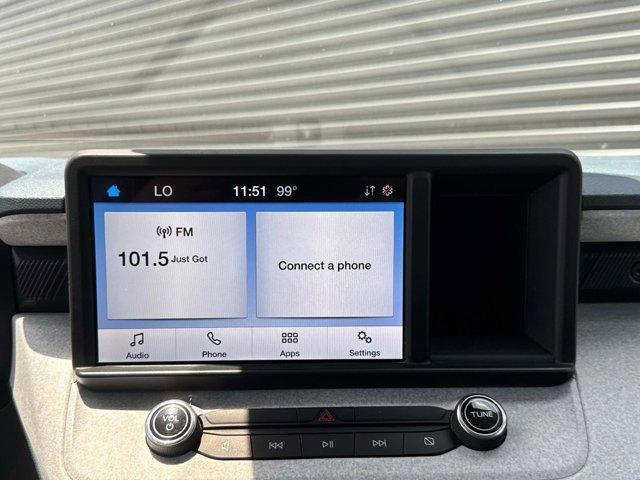 LO 11:51 99°
FM
101.5 Just Got
Connect a phone
Audio Phone Apps Settings
VOL
TUNE